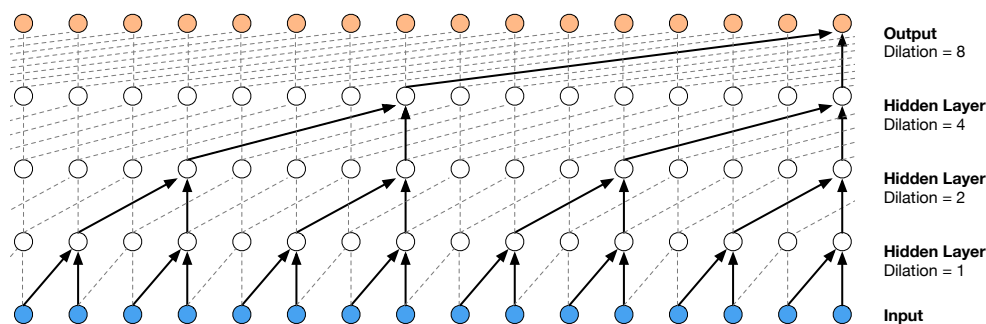 Output
Dilation = 8
Hidden Layer
Dilation = 4
Hidden Layer
Dilation = 2
Hidden Layer
Dilation = 1
Input